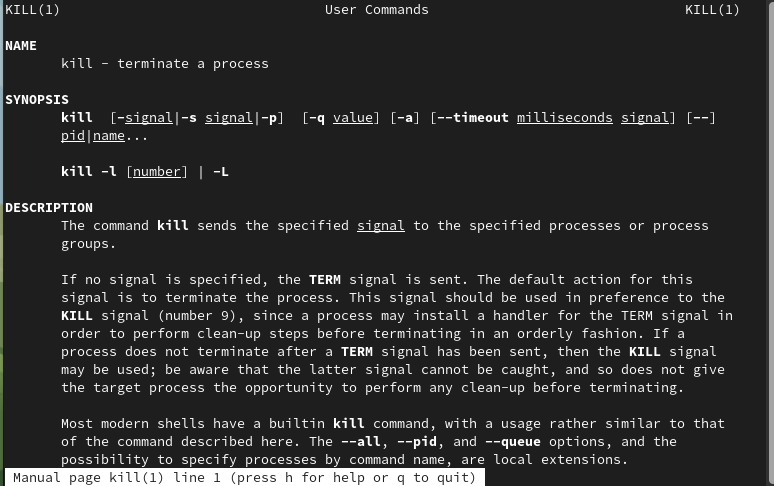 KILL(1) User Commands KILL(1)
NAME
kill - terminate a process
SYNOPSIS
kill [-signal|-s signal|-p] [-q value] [-a] [--timeout milliseconds signal] [--]
pid|name...
kill -l [number] | -L
DESCRIPTION
The command kill sends the specified signal to the specified processes or process
groups.
If no signal is specified, the TERM signal is sent. The default action for this
signal is to terminate the process. This signal should be used in preference to the
KILL signal (number 9), since a process may install a handler for the TERM signal in
order to perform clean-up steps before terminating in an orderly fashion. If a
process does not terminate after a TERM signal has been sent, then the KILL signal
may be used; be aware that the latter signal cannot be caught, and so does not give
the target process the opportunity to perform any clean-up before terminating.
Most modern shells have a builtin kill command, with a usage rather similar to that
of the command described here. The --all, --pid, and --queue options, and the
possibility to specify processes by command name, are local extensions.
Manual page kill(1) line 1 (press h for help or q to quit)